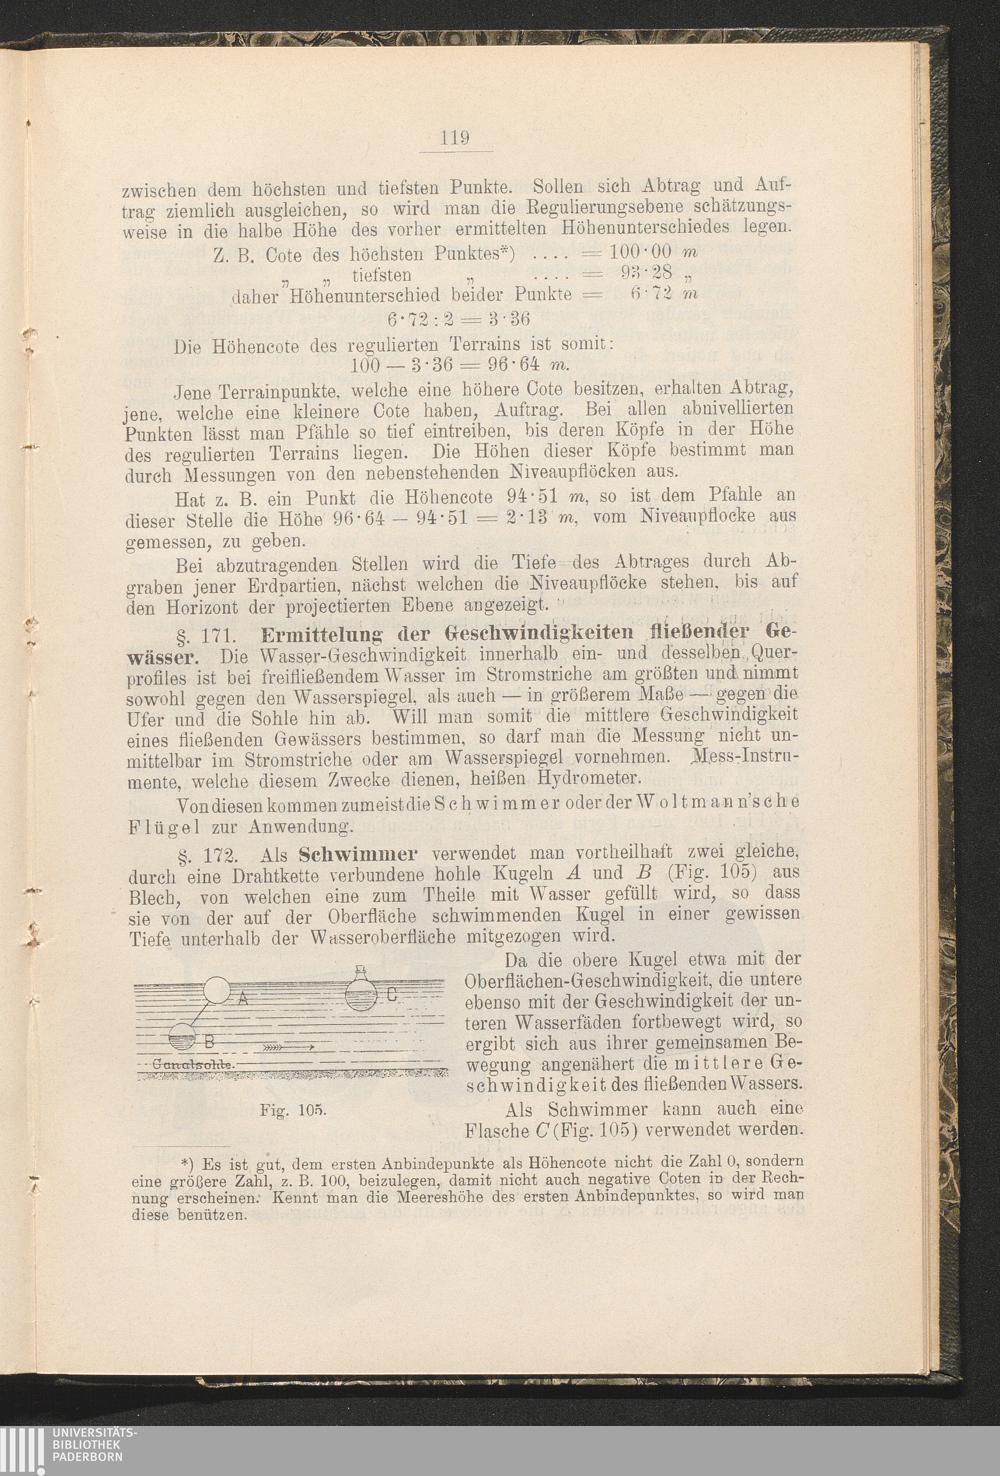 119
zwischen dem höchsten und tiefsten Punkte. Sollen sich Abtrag und Auf-
trag ziemlich ausgleichen, so wird man die Regulierungsebene schätzungs-
weise in die halbe Höhe des vorher ermittelten Höhenunterschiedes legen.
Z. B. Cote des höchsten Punktes*) . . . . = 100·00 m
„ „ tiefsten „ . . . . = 93·28 „
daher Höhenunterschied beider Punkte = 6·72 m
6·72 : 2 = 3·36
Die Höhencote des regulierten Terrains ist somit:
100 — 3·36 = 96·64 m.
Jene Terrainpunkte, welche eine höhere Cote besitzen, erhalten Abtrag,
jene, welche eine kleinere Cote haben, Auftrag. Bei allen abnivellierten
Punkten lässt man Pfähle so tief eintreiben, bis deren Köpfe in der Höhe
des regulierten Terrains liegen. Die Höhen dieser Köpfe bestimmt man
durch Messungen von den nebenstehenden Niveaupflöcken aus.
Hat z. B. ein Punkt die Höhencote 94·51 m, so ist dem Pfahle an
dieser Stelle die Höhe 96·64 — 94·51 = 2·13 m, vom Niveaupflocke aus
gemessen, zu geben.
Bei abzutragenden Stellen wird die Tiefe des Abtrages durch Ab-
graben jener Erdpartien, nächst welchen die Niveaupflöcke stehen, bis auf
den Horizont der projectierten Ebene angezeigt.
§. 171. Ermittelung der Geschwindigkeiten fließender Ge-
wässer. Die Wasser-Geschwindigkeit innerhalb ein- und desselben Quer-
profiles ist bei freifließendem Wasser im Stromstriche am größten und nimmt
sowohl gegen den Wasserspiegel, als auch — in größerem Maße — gegen die
Ufer und die Sohle hin ab. Will man somit die mittlere Geschwindigkeit
eines fließenden Gewässers bestimmen, so darf man die Messung nicht un-
mittelbar im Stromstriche oder am Wasserspiegel vornehmen. Mess-Instru-
mente, welche diesem Zwecke dienen, heißen Hydrometer.
Von diesen kommen zumeist die Schwimmer oder der Woltmann'sche
Flügel zur Anwendung.
§. 172. Als Schwimmer verwendet man vortheilhaft zwei gleiche,
durch eine Drahtkette verbundene hohle Kugeln A und B (Fig. 105) aus
Blech, von welchen eine zum Theile mit Wasser gefüllt wird, so dass
sie von der auf der Oberfläche schwimmenden Kugel in einer gewissen
Tiefe unterhalb der Wasseroberfläche mitgezogen wird.
Da die obere Kugel etwa mit der
Oberflächen-Geschwindigkeit, die untere
ebenso mit der Geschwindigkeit der un-
teren Wasserfäden fortbewegt wird, so
ergibt sich aus ihrer gemeinsamen Be-
wegung angenähert die mittlere Ge-
schwindigkeit des fließenden Wassers.
Als Schwimmer kann auch eine
Flasche C (Fig. 105) verwendet werden.
A
C
B
Canalsohle.
Fig. 105.
*) Es ist gut, dem ersten Anbindepunkte als Höhencote nicht die Zahl 0, sondern
eine größere Zahl, z. B. 100, beizulegen, damit nicht auch negative Coten in der Rech-
nung erscheinen. Kennt man die Meereshöhe des ersten Anbindepunktes, so wird man
diese benützen.
UNIVERSITÄTS-
BIBLIOTHEK
PADERBORN